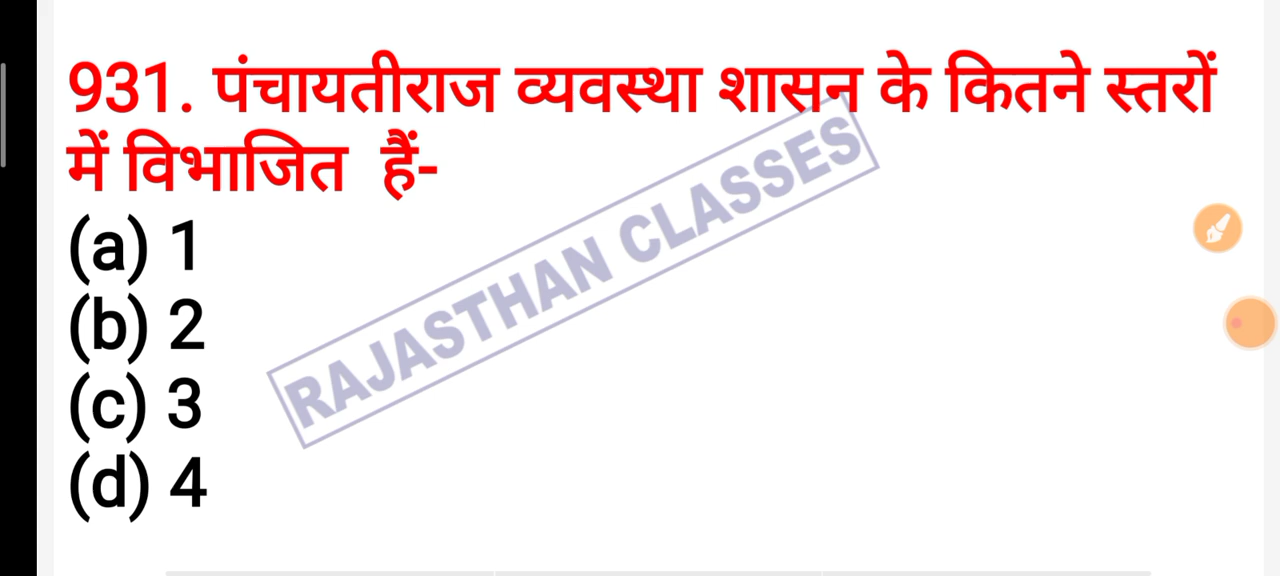 931. पंचायतीराज व्यवस्था शासन के कितने स्तरों
में विभाजित हैं-
(a) 1
(b) 2
(c) 3
(d) 4
RAJASTHAN CLASSES